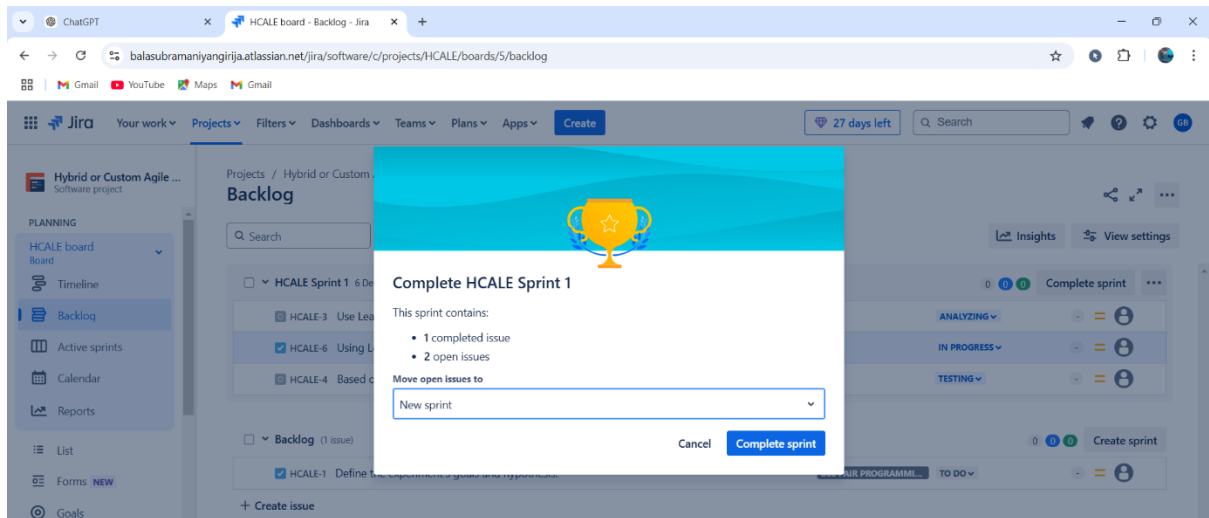 ChatGPT
HCALE board - Backlog - Jira
balasubramaniyangirija.atlassian.net/jira/software/c/projects/HCALE/boards/5/backlog
Gmail YouTube Maps Gmail
Jira Your work Projects Filters Dashboards Teams Plans Apps Create 27 days left Search GB
Hybrid or Custom Agile ...
Software project
PLANNING
HCALE board
Board
Timeline
Backlog
Active sprints
Calendar
Reports
List
Forms NEW
Goals
Projects / Hybrid or Custom
Backlog
Search
Insights View settings
HCALE Sprint 1 6 De
0 0 0 Complete sprint
HCALE-3 Use Lea
ANALYZING -
HCALE-6 Using L
IN PROGRESS -
HCALE-4 Based
TESTING -
Backlog (1 issue)
0 0 0 Create sprint
HCALE-1 Define the experiment's goals and hypothesis.
TO DO -
+ Create issue
Complete HCALE Sprint 1
This sprint contains:
• 1 completed issue
• 2 open issues
Move open issues to
New sprint
Cancel Complete sprint